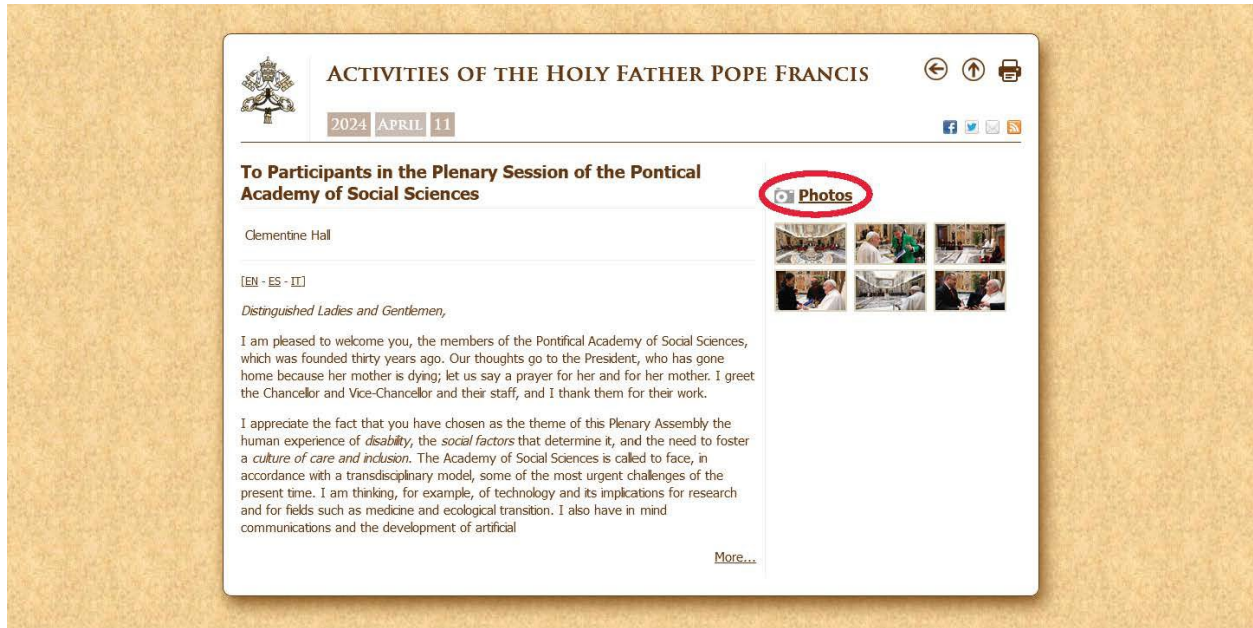 ACTIVITIES OF THE HOLY FATHER POPE FRANCIS
2024 APRIL 11
To Participants in the Plenary Session of the Pontical
Academy of Social Sciences
Clementine Hall
[EN - ES - IT]
Distinguished Ladies and Gentlemen,
I am pleased to welcome you, the members of the Pontifical Academy of Social Sciences,
which was founded thirty years ago. Our thoughts go to the President, who has gone
home because her mother is dying; let us say a prayer for her and for her mother. I greet
the Chancellor and Vice-Chancellor and their staff, and I thank them for their work.
I appreciate the fact that you have chosen as the theme of this Plenary Assembly the
human experience of disability, the social factors that determine it, and the need to foster
a culture of care and inclusion. The Academy of Social Sciences is called to face, in
accordance with a transdisciplinary model, some of the most urgent challenges of the
present time. I am thinking, for example, of technology and its implications for research
and for fields such as medicine and ecological transition. I also have in mind
communications and the development of artificial
More...
Photos